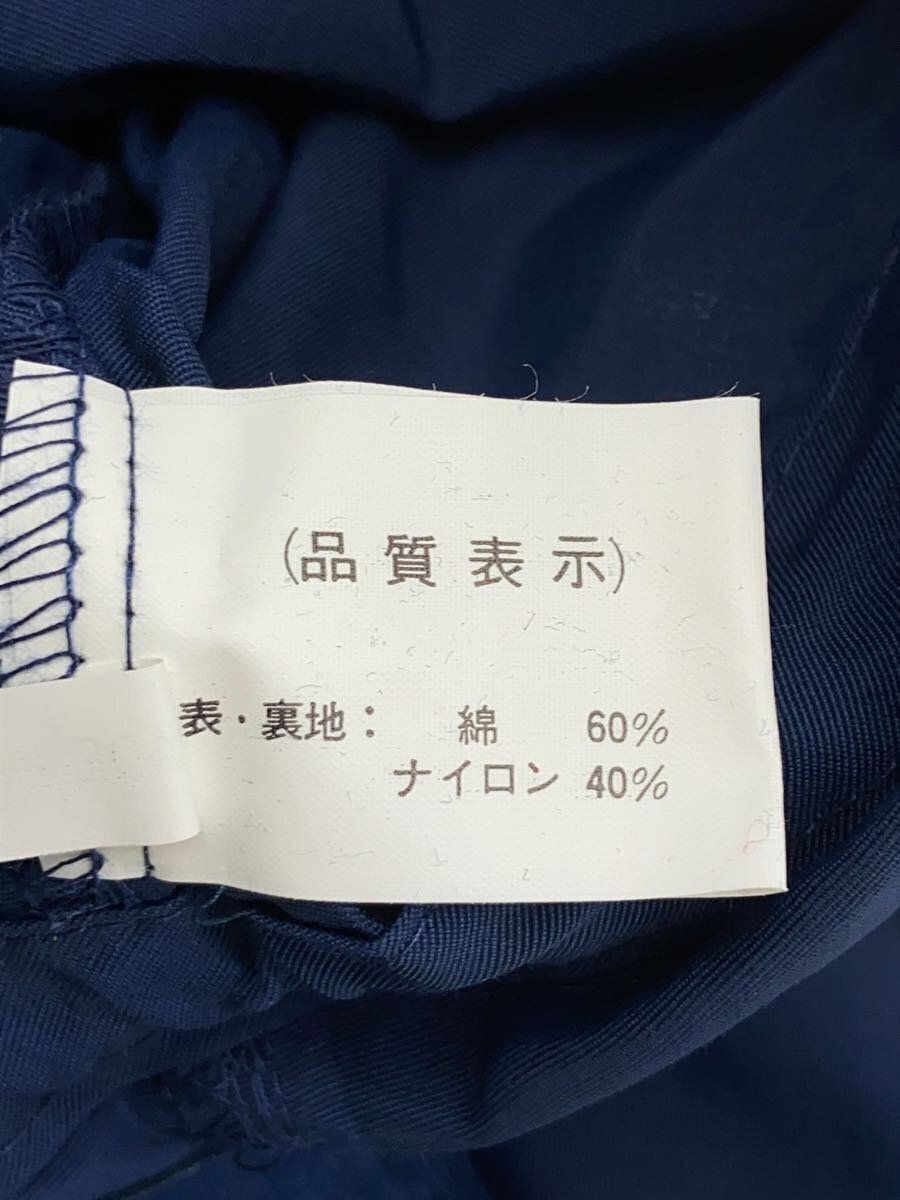 (品質表示)
表・裏地： 綿 60%
ナイロン 40%